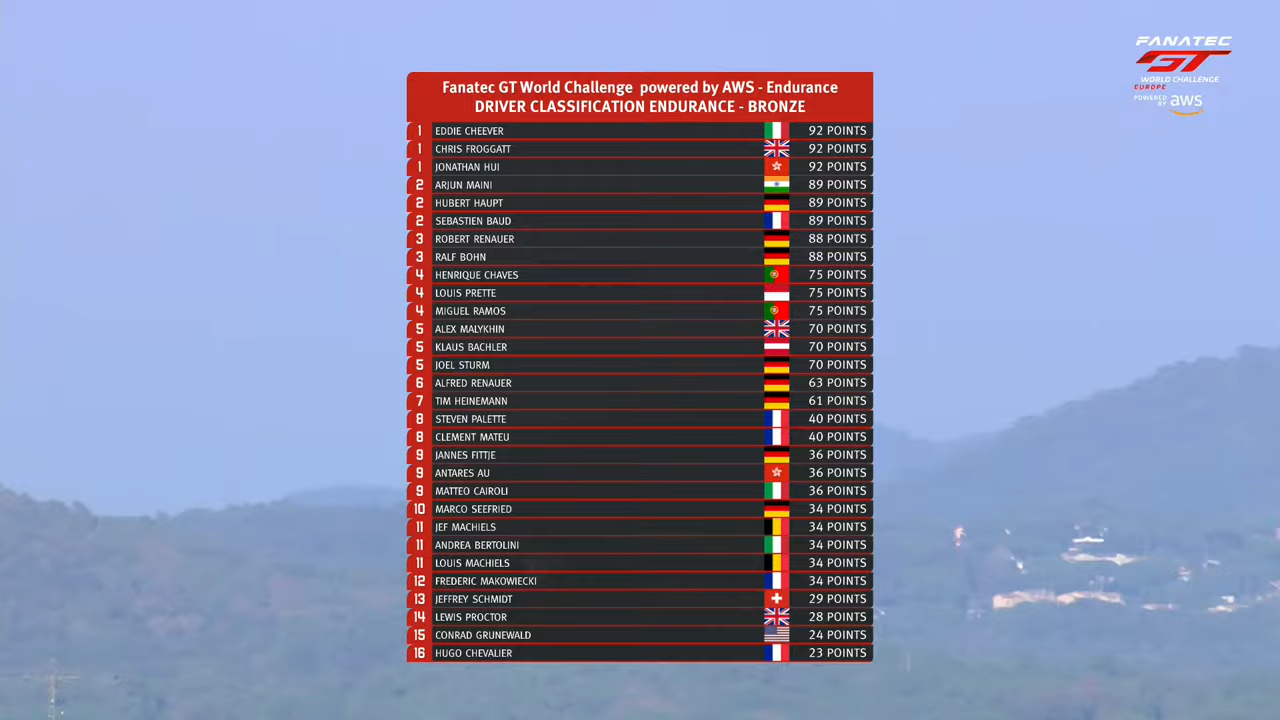 FANATEC
GT
WORLD CHALLENGE
EUROPE
POWERED BY aws
Fanatec GT World Challenge powered by AWS - Endurance
DRIVER CLASSIFICATION ENDURANCE - BRONZE
1 EDDIE CHEEVER 92 POINTS
1 CHRIS FROGGATT 92 POINTS
1 JONATHAN HUI 92 POINTS
2 ARJUN MAINI 89 POINTS
2 HUBERT HAUPT 89 POINTS
2 SEBASTIEN BAUD 89 POINTS
3 ROBERT RENAUER 88 POINTS
3 RALF BOHN 88 POINTS
4 HENRIQUE CHAVES 75 POINTS
4 LOUIS PRETTE 75 POINTS
4 MIGUEL RAMOS 75 POINTS
5 ALEX MALYKHIN 70 POINTS
5 KLAUS BACHLER 70 POINTS
5 JOEL STURM 70 POINTS
6 ALFRED RENAUER 63 POINTS
7 TIM HEINEMANN 61 POINTS
8 STEVEN PALETTE 40 POINTS
8 CLEMENT MATEU 40 POINTS
9 JANNES FITTJE 36 POINTS
9 ANTARES AU 36 POINTS
9 MATTEO CAIROLI 36 POINTS
10 MARCO SEEFRIED 34 POINTS
11 JEF MACHIELS 34 POINTS
11 ANDREA BERTOLINI 34 POINTS
11 LOUIS MACHIELS 34 POINTS
12 FREDERIC MAKOWIECKI 34 POINTS
13 JEFFREY SCHMIDT 29 POINTS
14 LEWIS PROCTOR 28 POINTS
15 CONRAD GRUNEWALD 24 POINTS
16 HUGO CHEVALIER 23 POINTS